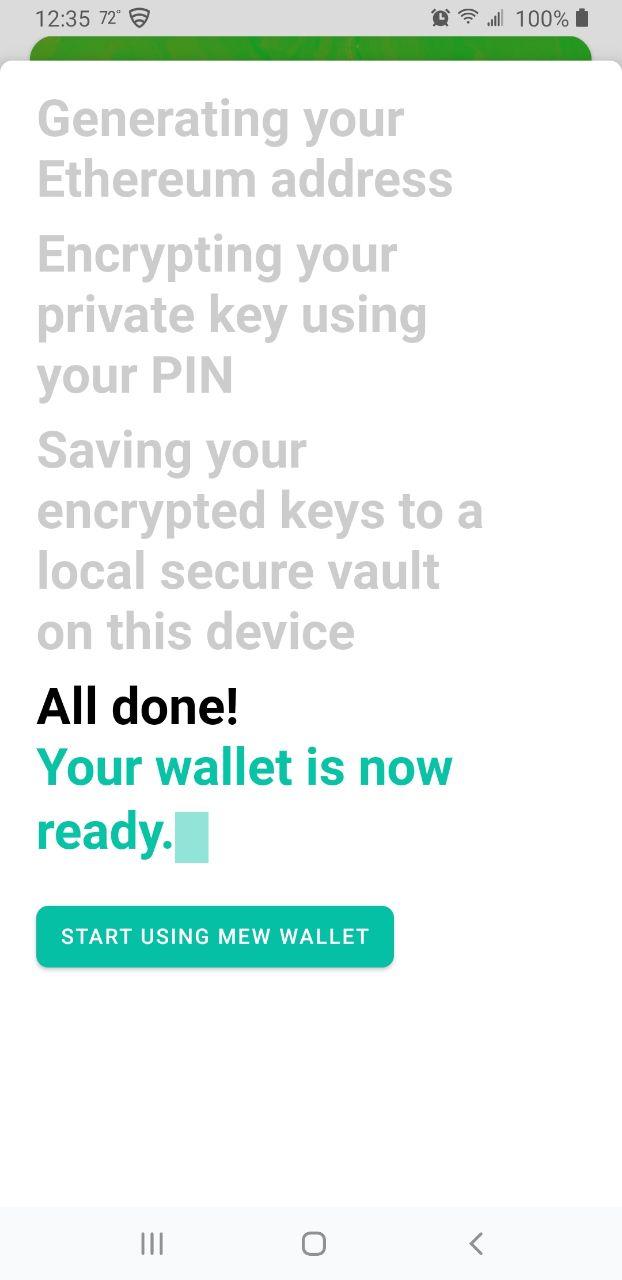 12:35 72° 100%
Generating your
Ethereum address
Encrypting your
private key using
your PIN
Saving your
encrypted keys to a
local secure vault
on this device
All done!
Your wallet is now
ready.
START USING MEW WALLET